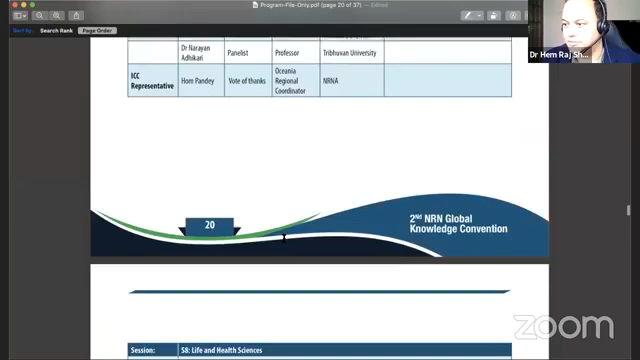 Program-File-Only.pdf (page 20 of 37) — Edited
Sort by: Search Rank Page Order
Dr Hem Raj Sh...
Dr Narayan Adhikari Panelist Professor Tribhuvan University
ICC Representative Hom Pandey Vote of thanks Oceania Regional Coordinator NRNA
20
2Nd NRN Global
Knowledge Convention
Session: S8: Life and Health Sciences
zoom